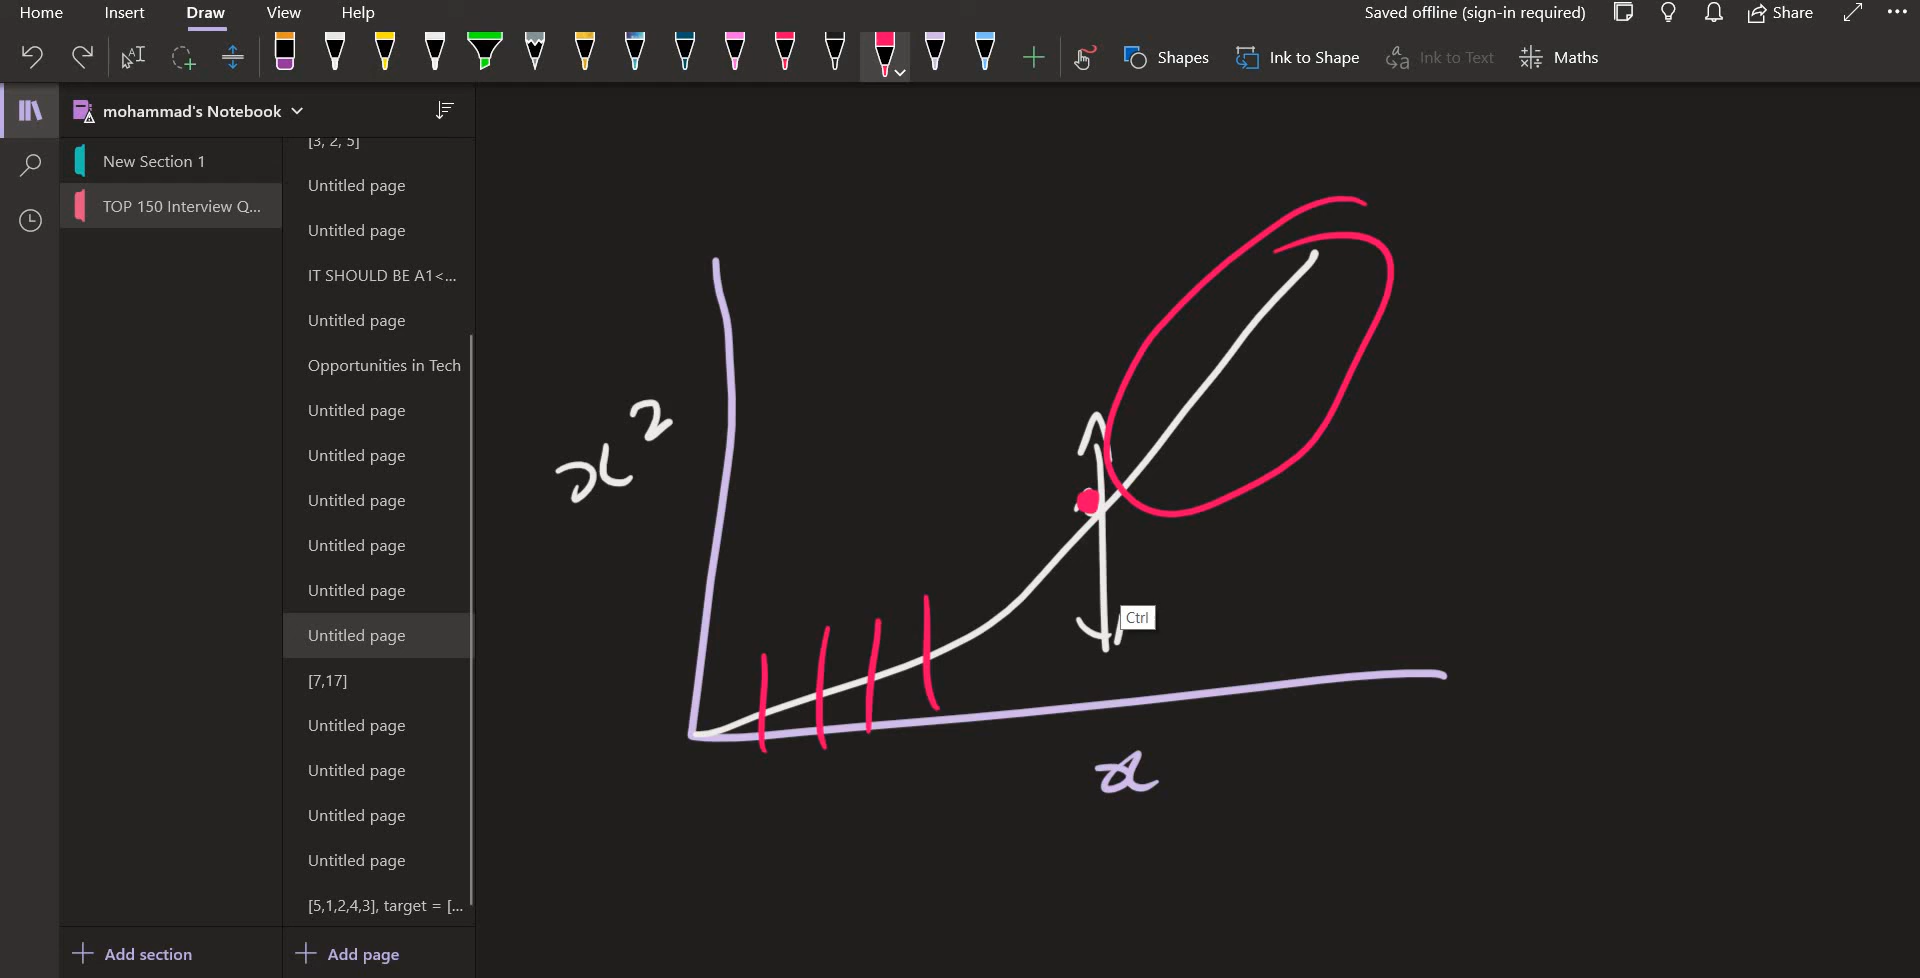 Home Insert Draw View Help
Saved offline (sign-in required) Share
Shapes Ink to Shape Ink to Text Maths
mohammad's Notebook
New Section 1
TOP 150 Interview Q...
[3, 2, 5]
Untitled page
Untitled page
IT SHOULD BE A1<...
Untitled page
Opportunities in Tech
Untitled page
Untitled page
Untitled page
Untitled page
Untitled page
Untitled page
[7,17]
Untitled page
Untitled page
Untitled page
Untitled page
[5,1,2,4,3], target = [...
Add section
Add page
x²
Ctrl
x